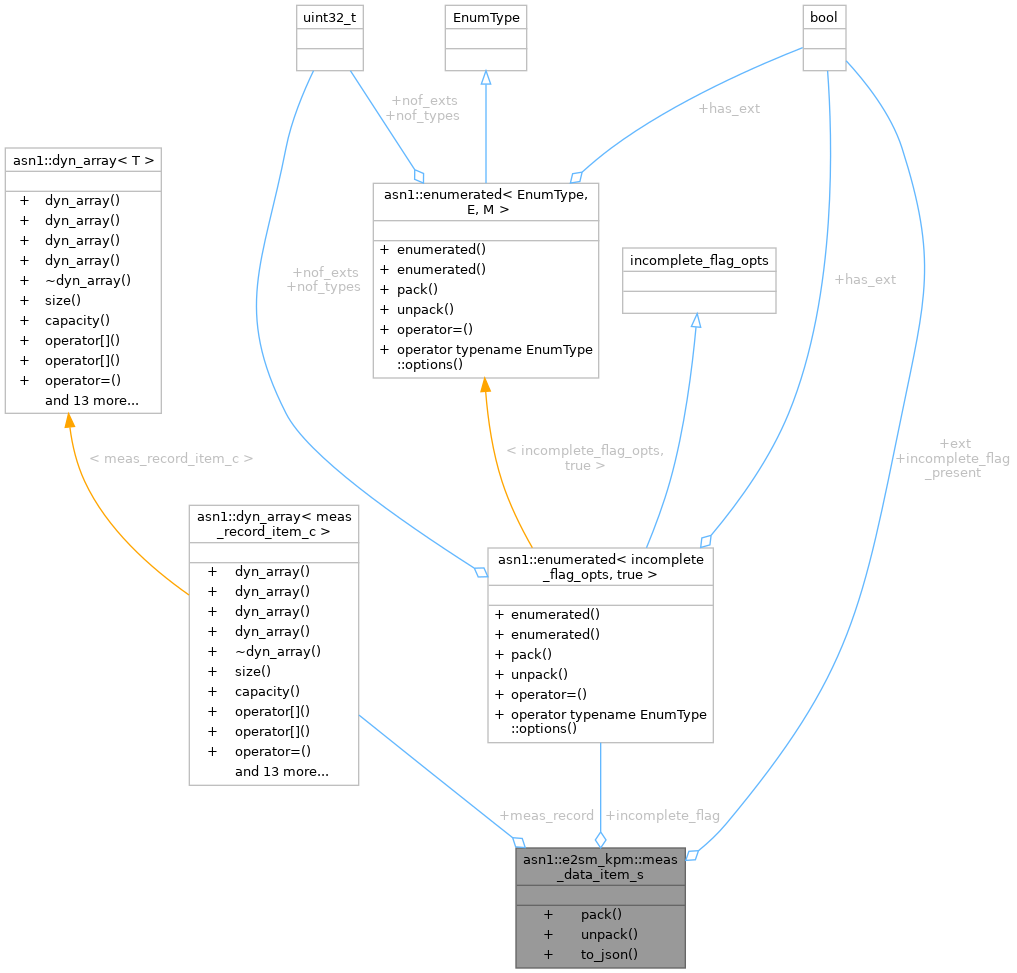 uint32_t
EnumType
bool
+nof_exts
+nof_types
+has_ext
asn1::dyn_array< T >
+ dyn_array()
+ dyn_array()
+ dyn_array()
+ dyn_array()
+ ~dyn_array()
+ size()
+ capacity()
+ operator[]()
+ operator[]()
+ operator=()
and 13 more...
asn1::enumerated< EnumType,
E, M >
+ enumerated()
+ enumerated()
+ pack()
+ unpack()
+ operator=()
+ operator typename EnumType
::options()
incomplete_flag_opts
+nof_exts
+nof_types
+has_ext
< meas_record_item_c >
< incomplete_flag_opts,
true >
+ext
+incomplete_flag
_present
asn1::dyn_array< meas
_record_item_c >
+ dyn_array()
+ dyn_array()
+ dyn_array()
+ dyn_array()
+ ~dyn_array()
+ size()
+ capacity()
+ operator[]()
+ operator[]()
+ operator=()
and 13 more...
asn1::enumerated< incomplete
_flag_opts, true >
+ enumerated()
+ enumerated()
+ pack()
+ unpack()
+ operator=()
+ operator typename EnumType
::options()
+meas_record
+incomplete_flag
asn1::e2sm_kpm::meas
_data_item_s
+ pack()
+ unpack()
+ to_json()